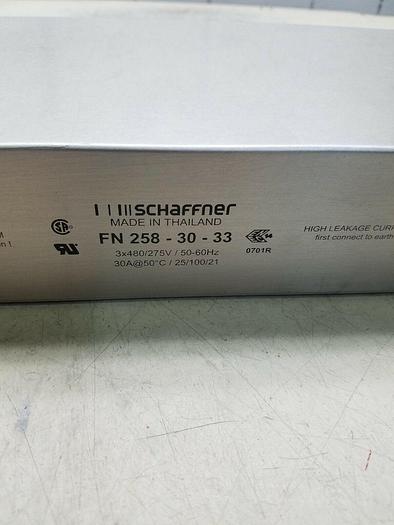 SCHAFFNER
MADE IN THAILAND
FN 258 - 30 - 33
3x480/275V / 50-60Hz
30A@50°C / 25/100/21
0701R
HIGH LEAKAGE CURR
first connect to earth